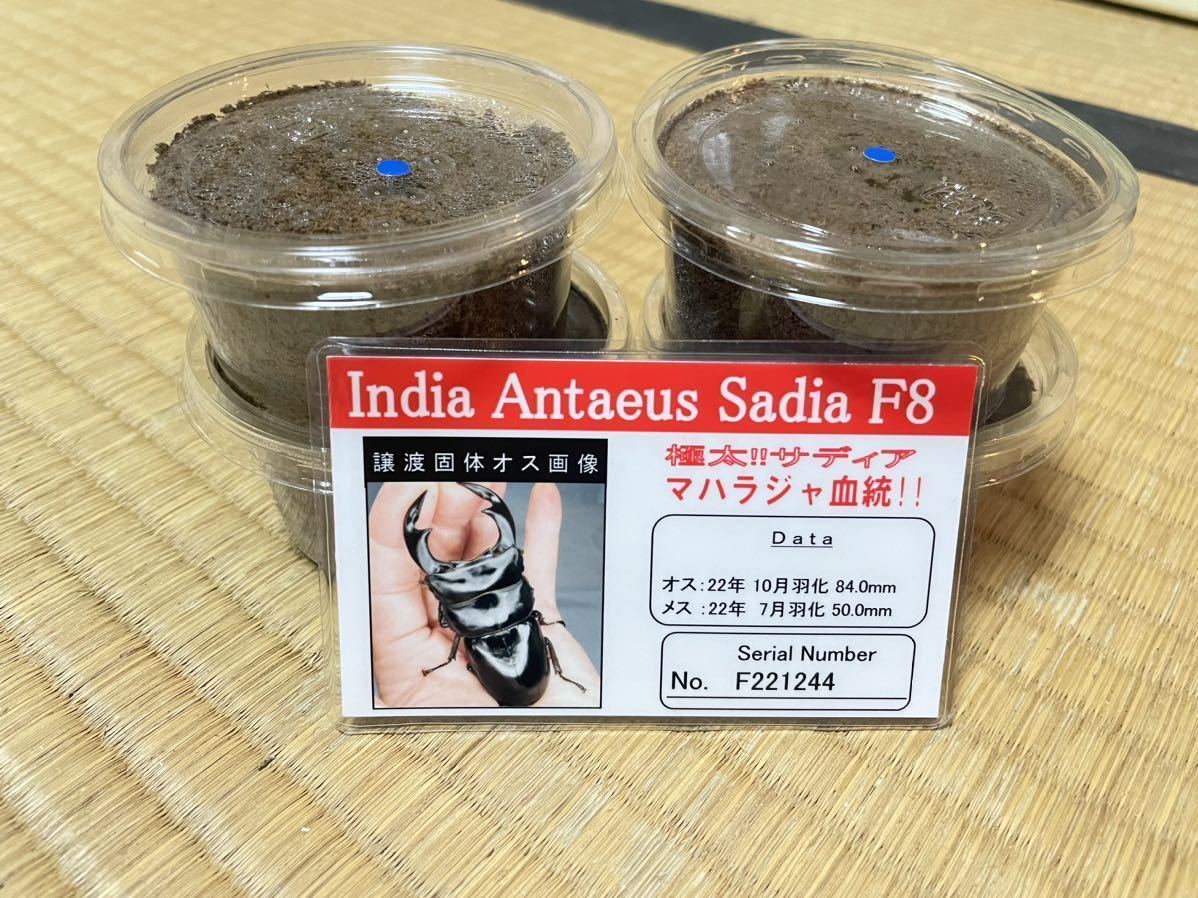 India Antaeus Sadia F8
譲渡固体オス画像
極太!!サディア
マハラジャ血統!!
Data
オス:22年 10月羽化 84.0mm
メス:22年 7月羽化 50.0mm
Serial Number
No. F221244